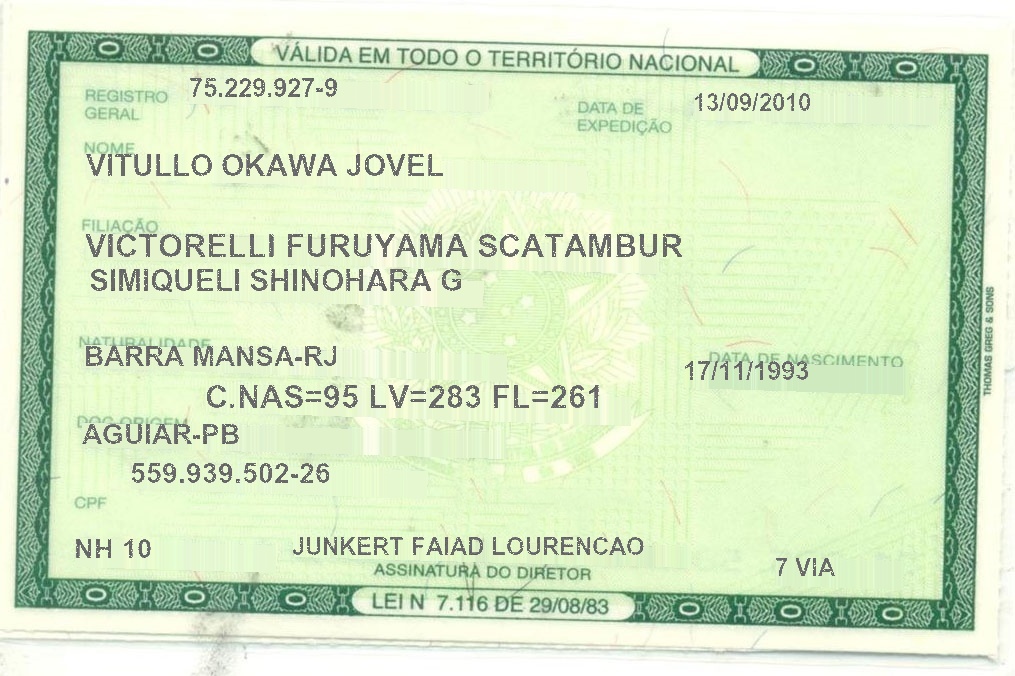 VÁLIDA EM TODO O TERRITÓRIO NACIONAL
REGISTRO GERAL 75.229.927-9 DATA DE EXPEDIÇÃO 13/09/2010
NOME
VITULLO OKAWA JOVEL
FILIAÇÃO
VICTORELLI FURUYAMA SCATAMBUR
SIMIQUELI SHINOHARA G
NATURALIDADE DATA DE NASCIMENTO
BARRA MANSA-RJ 17/11/1993
C.NAS=95 LV=283 FL=261
DOC ORIGEM
AGUIAR-PB
559.939.502-26
CPF
NH 10 JUNKERT FAIAD LOURENCAO 7 VIA
ASSINATURA DO DIRETOR
LEI N 7.116 DE 29/08/83
THOMAS GREG & SONS